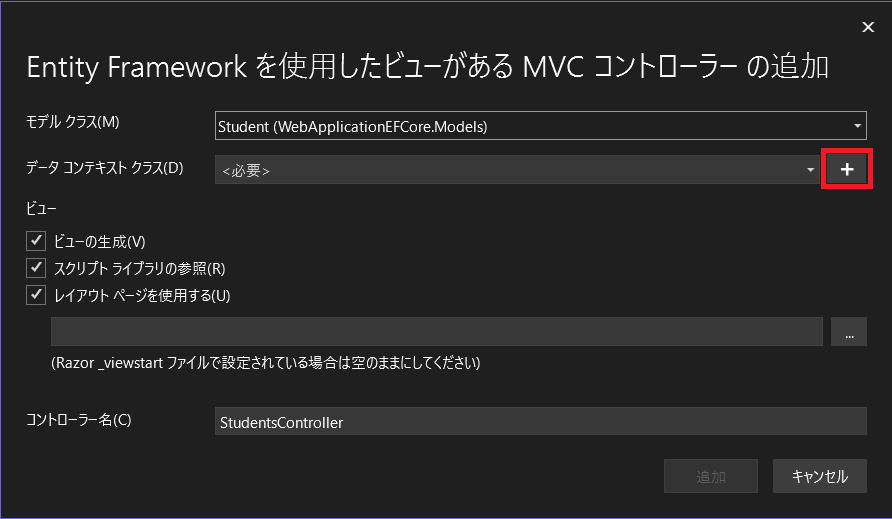 Entity Framework を使用したビューがある MVC コントローラー の追加
モデル クラス(M)
Student (WebApplicationEFCore.Models)
データ コンテキスト クラス(D)
<必要>
+
ビュー
ビューの生成(V)
スクリプト ライブラリの参照(R)
レイアウト ページを使用する(U)
...
(Razor _viewstart ファイルで設定されている場合は空のままにしてください)
コントローラー名(C)
StudentsController
追加
キャンセル